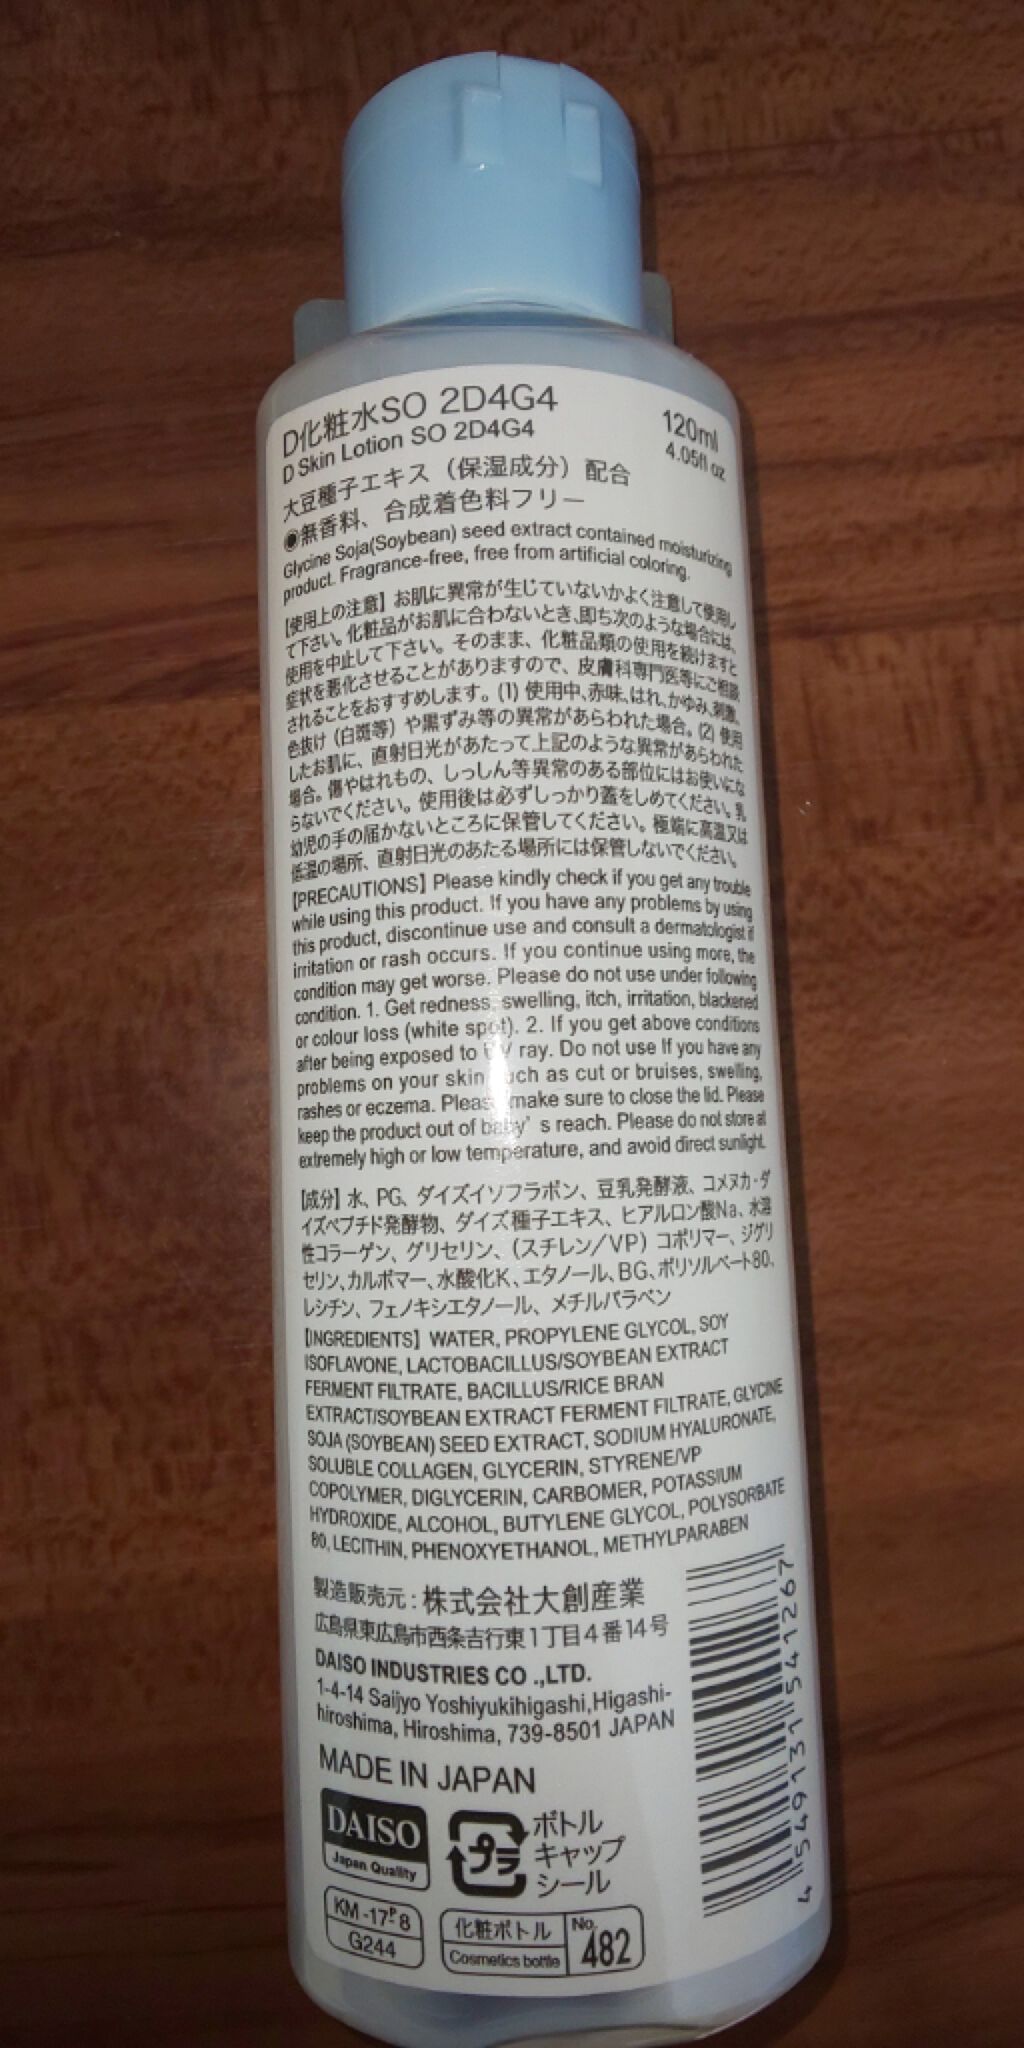 D化粧水SO 2D4G4
D Skin Lotion SO 2D4G4
120ml
4.05fl oz
大豆種子エキス（保湿成分）配合
◉無香料、合成着色料フリー
Glycine Soja(Soybean) seed extract contained moisturizing
product. Fragrance-free, free from artificial coloring.
【使用上の注意】お肌に異常が生じていないかよく注意して使用し
て下さい。化粧品がお肌に合わないとき、即ち次のような場合には、
使用を中止して下さい。そのまま、化粧品類の使用を続けますと
症状を悪化させることがありますので、皮膚科専門医等にご相談
されることをおすすめします。(1) 使用中、赤味、はれ、かゆみ、刺激、
色抜け（白斑等）や黒ずみ等の異常があらわれた場合。(2) 使用
したお肌に、直射日光があたって上記のような異常があらわれた
場合。傷やはれもの、しっしん等異常のある部位にはお使いにな
らないでください。使用後は必ずしっかり蓋をしめてください。乳
幼児の手の届かないところに保管してください。極端に高温又は
低温の場所、直射日光のあたる場所には保管しないでください。
【PRECAUTIONS】Please kindly check if you get any trouble
while using this product. If you have any problems by using
this product, discontinue use and consult a dermatologist if
irritation or rash occurs. If you continue using more, the
condition may get worse. Please do not use under following
condition. 1. Get redness, swelling, itch, irritation, blackened
or colour loss (white spot). 2. If you get above conditions
after being exposed to UV ray. Do not use If you have any
problems on your skin such as cut or bruises, swelling,
rashes or eczema. Please make sure to close the lid. Please
keep the product out of baby's reach. Please do not store at
extremely high or low temperature, and avoid direct sunlight.
【成分】水、PG、ダイズイソフラボン、豆乳発酵液、コメヌカ・ダ
イズペプチド発酵物、ダイズ種子エキス、ヒアルロン酸Na、水溶
性コラーゲン、グリセリン、（スチレン／VP）コポリマー、ジグリ
セリン、カルボマー、水酸化K、エタノール、BG、ポリソルベート80、
レシチン、フェノキシエタノール、メチルパラベン
【INGREDIENTS】WATER, PROPYLENE GLYCOL, SOY
ISOFLAVONE, LACTOBACILLUS/SOYBEAN EXTRACT
FERMENT FILTRATE, BACILLUS/RICE BRAN
EXTRACT/SOYBEAN EXTRACT FERMENT FILTRATE, GLYCINE
SOJA (SOYBEAN) SEED EXTRACT, SODIUM HYALURONATE,
SOLUBLE COLLAGEN, GLYCERIN, STYRENE/VP
COPOLYMER, DIGLYCERIN, CARBOMER, POTASSIUM
HYDROXIDE, ALCOHOL, BUTYLENE GLYCOL, POLYSORBATE
80, LECITHIN, PHENOXYETHANOL, METHYLPARABEN
製造販売元：株式会社大創産業
広島県東広島市西条吉行東1丁目4番14号
DAISO INDUSTRIES CO .,LTD.
1-4-14 Saijyo Yoshiyukihigashi,Higashi-
hiroshima, Hiroshima, 739-8501 JAPAN
MADE IN JAPAN
4 549131 541267
DAISO
Japan Quality
プラ
ボトル
キャップ
シール
KM -17-P8
G244
化粧ボトル
Cosmetics bottle
No.
482